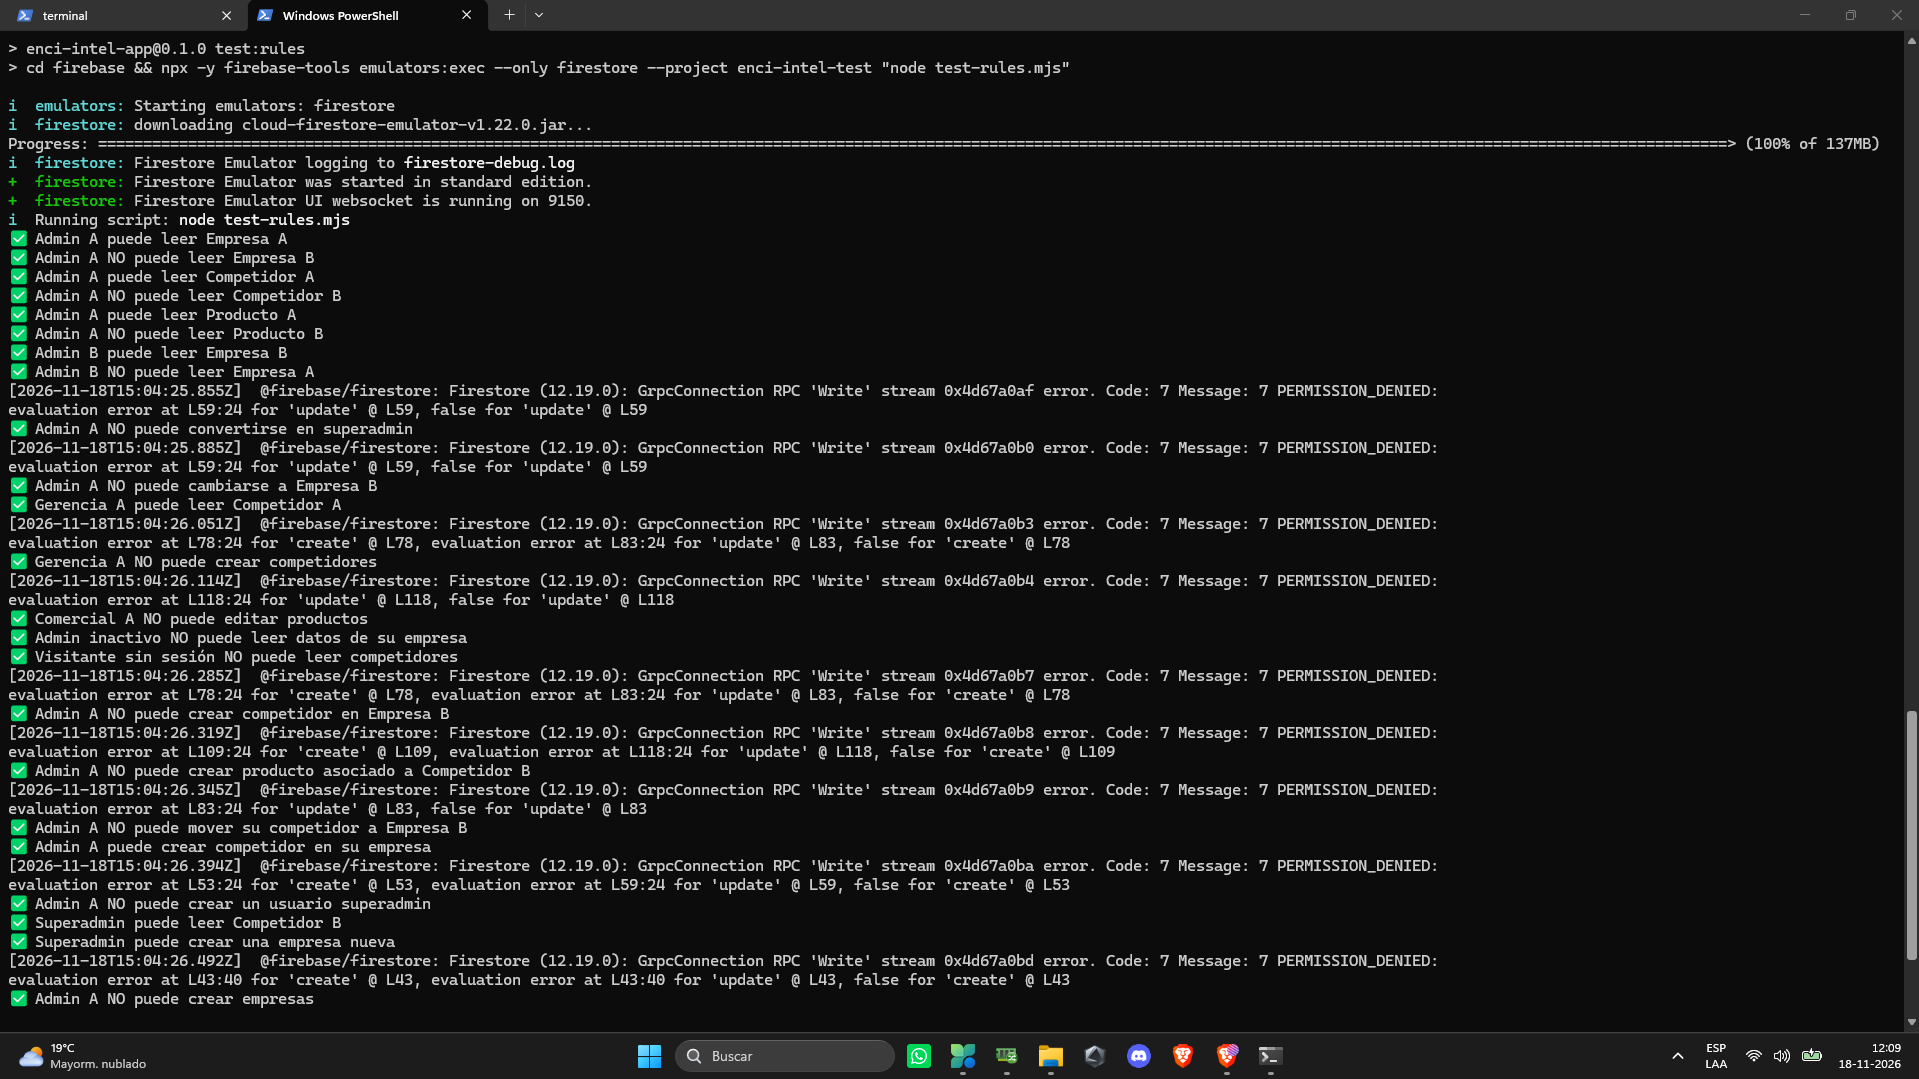 terminal
Windows PowerShell
> enci-intel-app@0.1.0 test:rules
> cd firebase && npx -y firebase-tools emulators:exec --only firestore --project enci-intel-test "node test-rules.mjs"
i  emulators: Starting emulators: firestore
i  firestore: downloading cloud-firestore-emulator-v1.22.0.jar...
Progress: =====================================================================================================================================================================================> (100% of 137MB)
i  firestore: Firestore Emulator logging to firestore-debug.log
+  firestore: Firestore Emulator was started in standard edition.
+  firestore: Firestore Emulator UI websocket is running on 9150.
i  Running script: node test-rules.mjs
✅ Admin A puede leer Empresa A
✅ Admin A NO puede leer Empresa B
✅ Admin A puede leer Competidor A
✅ Admin A NO puede leer Competidor B
✅ Admin A puede leer Producto A
✅ Admin A NO puede leer Producto B
✅ Admin B puede leer Empresa B
✅ Admin B NO puede leer Empresa A
[2026-11-18T15:04:25.855Z]  @firebase/firestore: Firestore (12.19.0): GrpcConnection RPC 'Write' stream 0x4d67a0af error. Code: 7 Message: 7 PERMISSION_DENIED:
evaluation error at L59:24 for 'update' @ L59, false for 'update' @ L59
✅ Admin A NO puede convertirse en superadmin
[2026-11-18T15:04:25.885Z]  @firebase/firestore: Firestore (12.19.0): GrpcConnection RPC 'Write' stream 0x4d67a0b0 error. Code: 7 Message: 7 PERMISSION_DENIED:
evaluation error at L59:24 for 'update' @ L59, false for 'update' @ L59
✅ Admin A NO puede cambiarse a Empresa B
✅ Gerencia A puede leer Competidor A
[2026-11-18T15:04:26.051Z]  @firebase/firestore: Firestore (12.19.0): GrpcConnection RPC 'Write' stream 0x4d67a0b3 error. Code: 7 Message: 7 PERMISSION_DENIED:
evaluation error at L78:24 for 'create' @ L78, evaluation error at L83:24 for 'update' @ L83, false for 'create' @ L78
✅ Gerencia A NO puede crear competidores
[2026-11-18T15:04:26.114Z]  @firebase/firestore: Firestore (12.19.0): GrpcConnection RPC 'Write' stream 0x4d67a0b4 error. Code: 7 Message: 7 PERMISSION_DENIED:
evaluation error at L118:24 for 'update' @ L118, false for 'update' @ L118
✅ Comercial A NO puede editar productos
✅ Admin inactivo NO puede leer datos de su empresa
✅ Visitante sin sesión NO puede leer competidores
[2026-11-18T15:04:26.285Z]  @firebase/firestore: Firestore (12.19.0): GrpcConnection RPC 'Write' stream 0x4d67a0b7 error. Code: 7 Message: 7 PERMISSION_DENIED:
evaluation error at L78:24 for 'create' @ L78, evaluation error at L83:24 for 'update' @ L83, false for 'create' @ L78
✅ Admin A NO puede crear competidor en Empresa B
[2026-11-18T15:04:26.319Z]  @firebase/firestore: Firestore (12.19.0): GrpcConnection RPC 'Write' stream 0x4d67a0b8 error. Code: 7 Message: 7 PERMISSION_DENIED:
evaluation error at L109:24 for 'create' @ L109, evaluation error at L118:24 for 'update' @ L118, false for 'create' @ L109
✅ Admin A NO puede crear producto asociado a Competidor B
[2026-11-18T15:04:26.345Z]  @firebase/firestore: Firestore (12.19.0): GrpcConnection RPC 'Write' stream 0x4d67a0b9 error. Code: 7 Message: 7 PERMISSION_DENIED:
evaluation error at L83:24 for 'update' @ L83, false for 'update' @ L83
✅ Admin A NO puede mover su competidor a Empresa B
✅ Admin A puede crear competidor en su empresa
[2026-11-18T15:04:26.394Z]  @firebase/firestore: Firestore (12.19.0): GrpcConnection RPC 'Write' stream 0x4d67a0ba error. Code: 7 Message: 7 PERMISSION_DENIED:
evaluation error at L53:24 for 'create' @ L53, evaluation error at L59:24 for 'update' @ L59, false for 'create' @ L53
✅ Admin A NO puede crear un usuario superadmin
✅ Superadmin puede leer Competidor B
✅ Superadmin puede crear una empresa nueva
[2026-11-18T15:04:26.492Z]  @firebase/firestore: Firestore (12.19.0): GrpcConnection RPC 'Write' stream 0x4d67a0bd error. Code: 7 Message: 7 PERMISSION_DENIED:
evaluation error at L43:40 for 'create' @ L43, evaluation error at L43:40 for 'update' @ L43, false for 'create' @ L43
✅ Admin A NO puede crear empresas
19°C
Mayorm. nublado
Buscar
ESP
LAA
12:09
18-11-2026